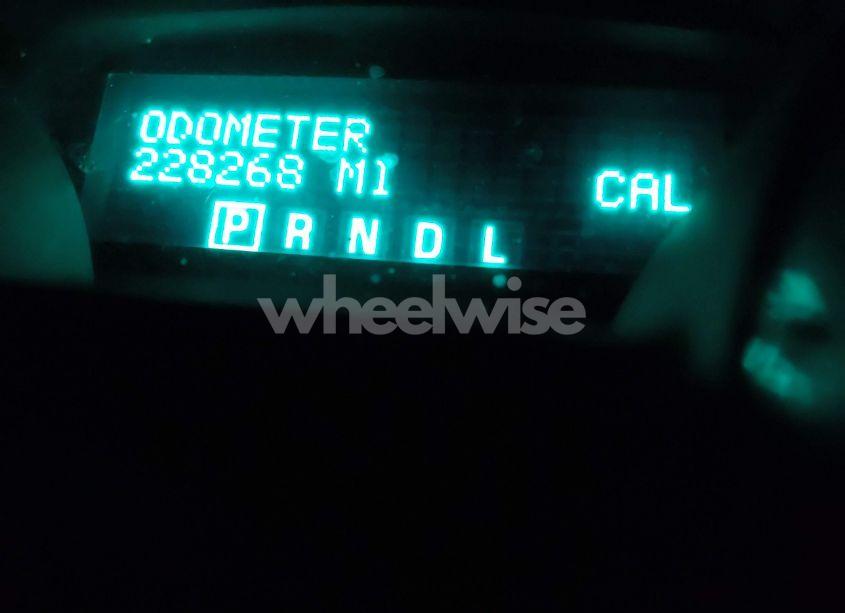 ODOMETER
228268 MI
CAL
P R N D L
wheelwise